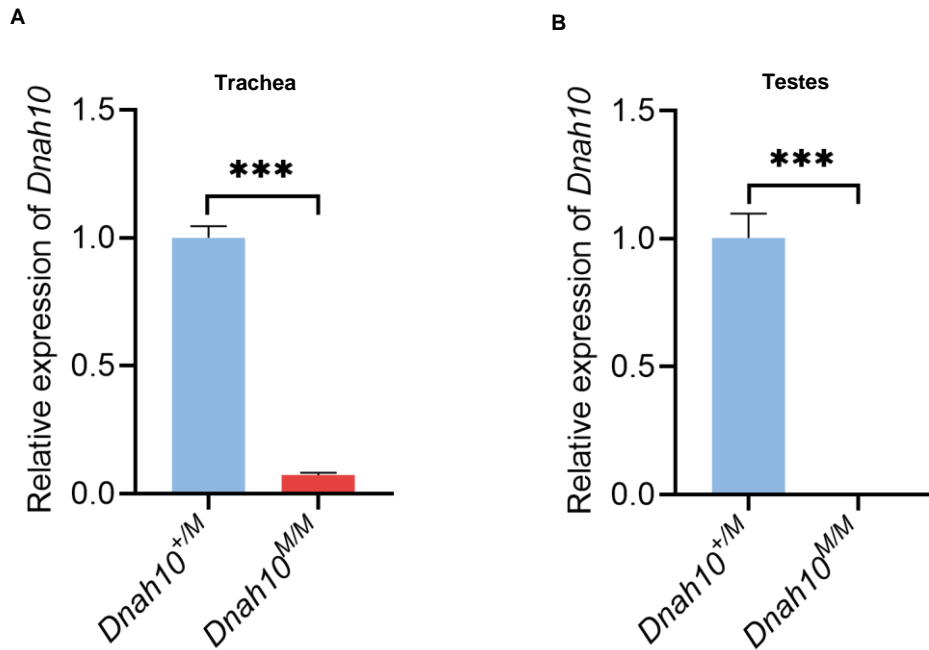 A
Trachea
Relative expression of Dnah10
1.5
1.0
0.5
0.0
***
Dnah10+/M
Dnah10M/M
B
Testes
Relative expression of Dnah10
1.5
1.0
0.5
0.0
***
Dnah10+/M
Dnah10M/M